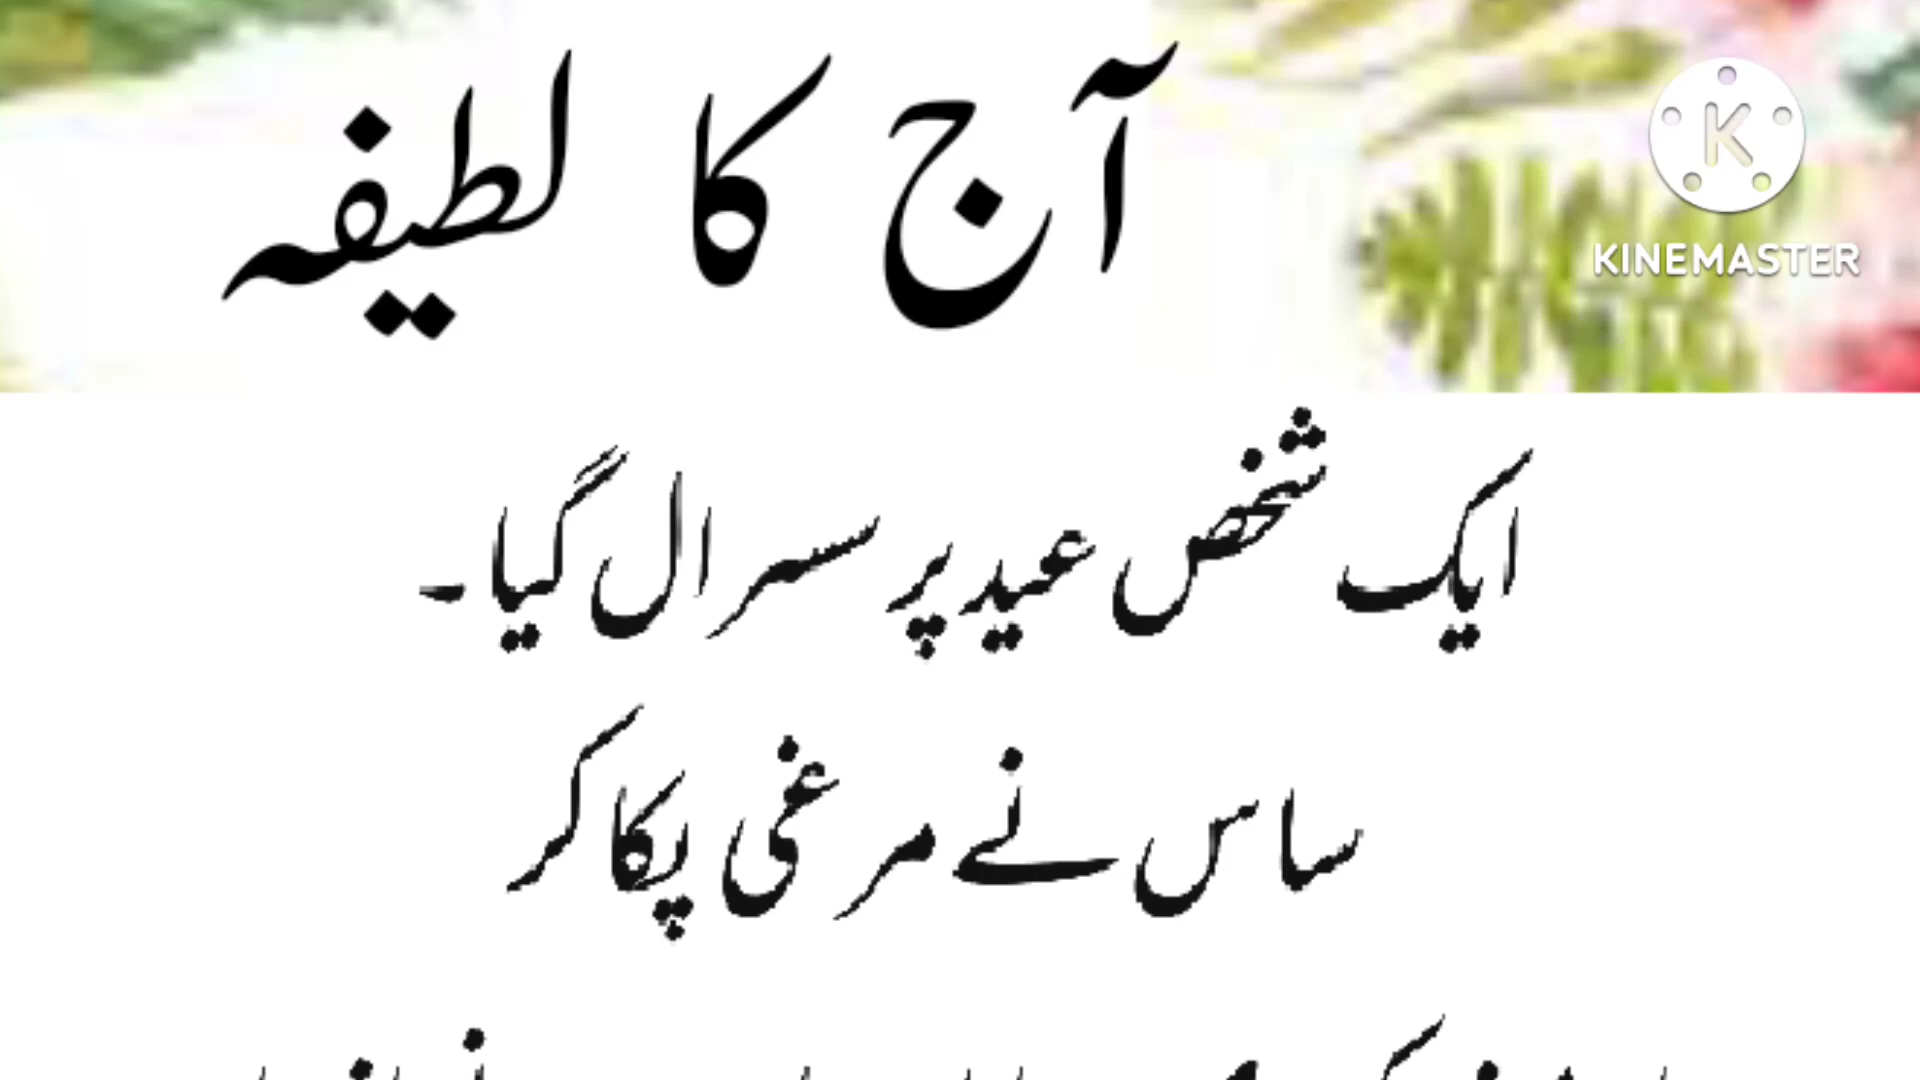 آج کا لطیفہ
KINEMASTER
ایک شخص عید پر سسرال گیا۔
ساس نے مرغی پکا کر